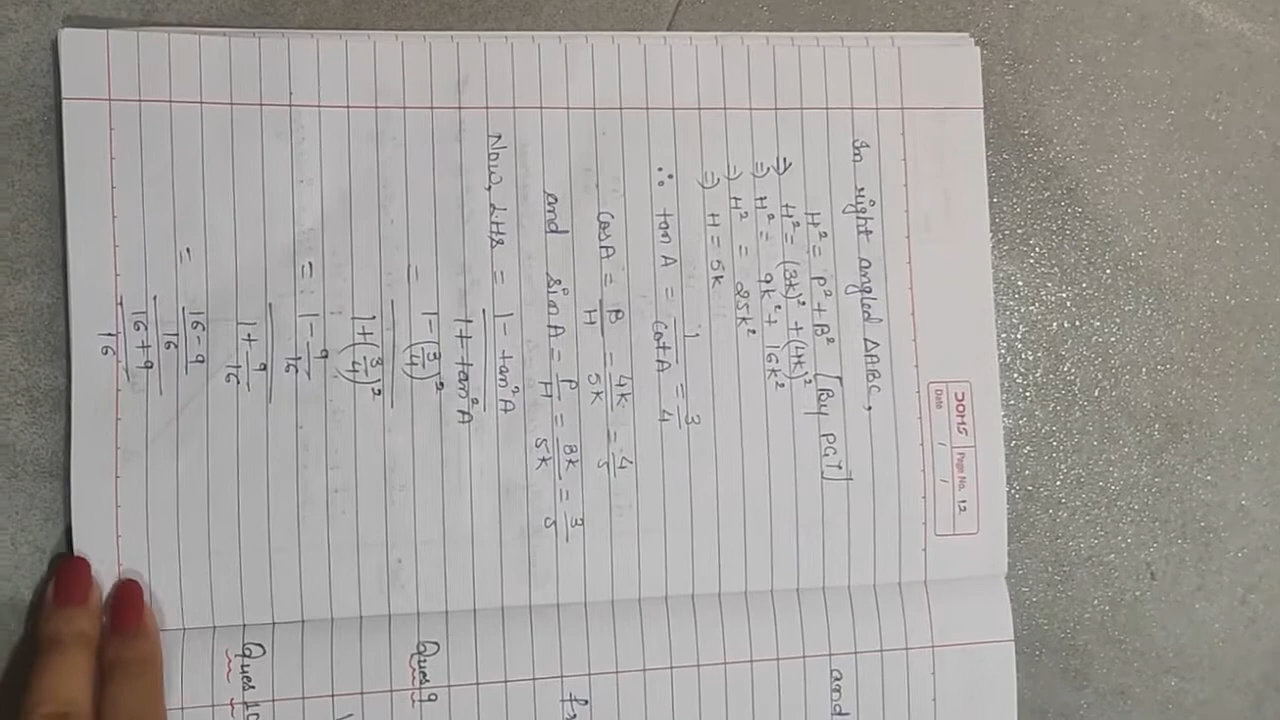 DOMS Page No. 12
Date / /
In right angled △ABC,
H² = P² + B² [By PGT]
⇒ H² = (3k)² + (4k)²
⇒ H² = 9k² + 16k²
⇒ H² = 25k²
⇒ H = 5k
∴ tan A = 1/cot A = 3/4
cos A = B/H = 4k/5k = 4/5
and sin A = P/H = 3k/5k = 3/5
Now, LHS = (1 - tan²A)/(1 + tan²A)
= (1 - (3/4)²)/(1 + (3/4)²)
= (1 - 9/16)/(1 + 9/16)
= ((16 - 9)/16)/((16 + 9)/16)
and
Ques 9
Ques 10